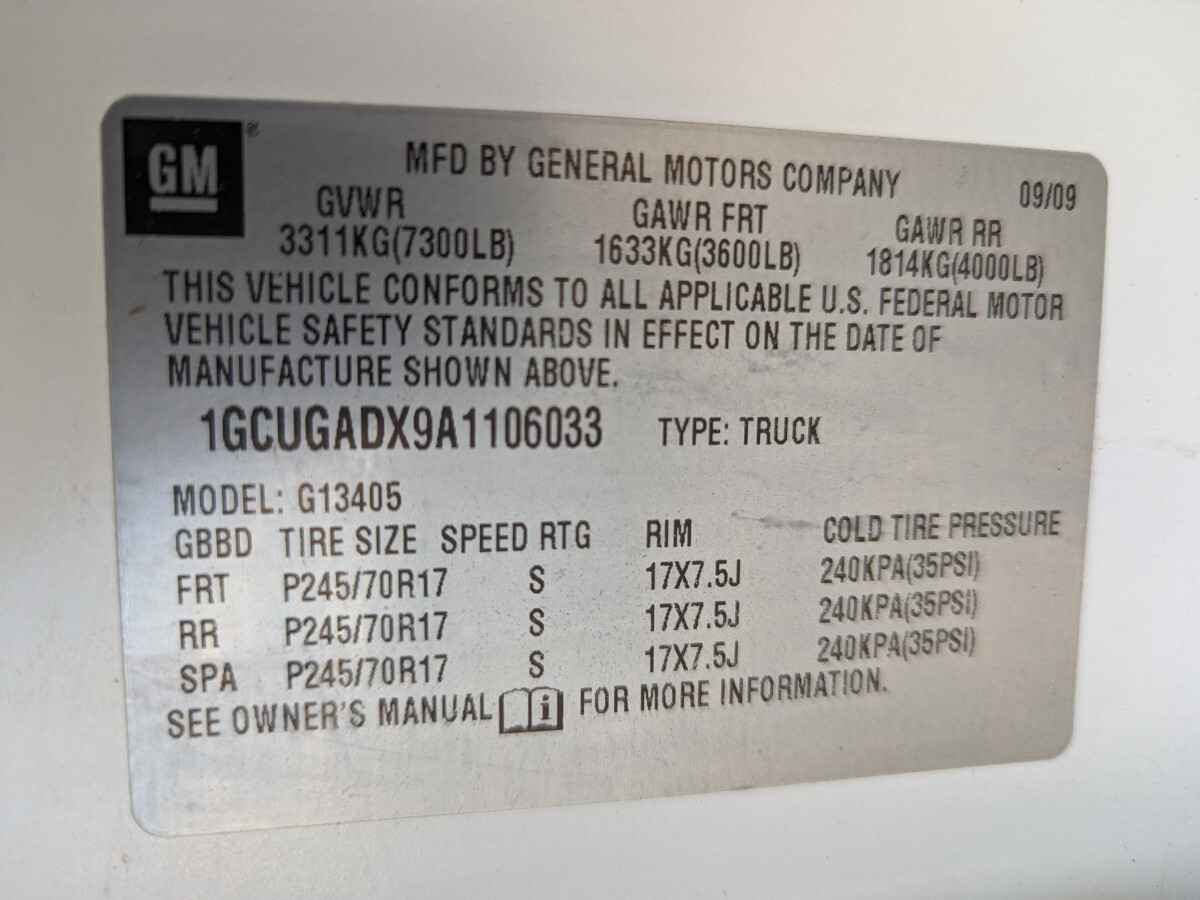 GM ®
MFD BY GENERAL MOTORS COMPANY 09/09
GVWR GAWR FRT GAWR RR
3311KG(7300LB) 1633KG(3600LB) 1814KG(4000LB)
THIS VEHICLE CONFORMS TO ALL APPLICABLE U.S. FEDERAL MOTOR
VEHICLE SAFETY STANDARDS IN EFFECT ON THE DATE OF
MANUFACTURE SHOWN ABOVE.
1GCUGADX9A1106033 TYPE: TRUCK
MODEL: G13405
GBBD TIRE SIZE SPEED RTG RIM COLD TIRE PRESSURE
FRT P245/70R17 S 17X7.5J 240KPA(35PSI)
RR P245/70R17 S 17X7.5J 240KPA(35PSI)
SPA P245/70R17 S 17X7.5J 240KPA(35PSI)
SEE OWNER'S MANUAL i FOR MORE INFORMATION.